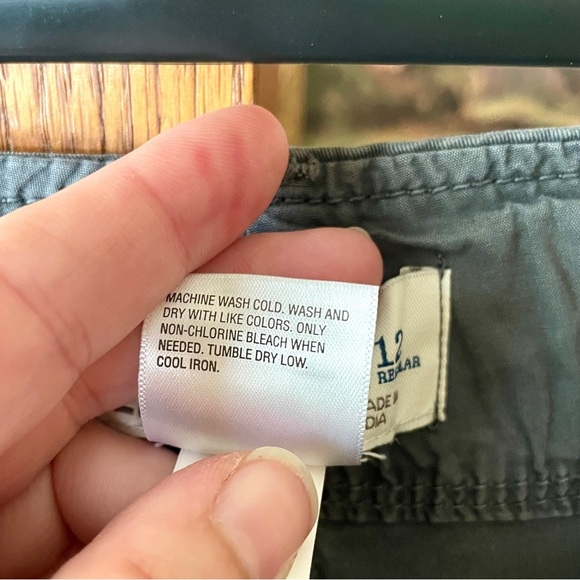 MACHINE WASH COLD. WASH AND
DRY WITH LIKE COLORS. ONLY
NON-CHLORINE BLEACH WHEN
NEEDED. TUMBLE DRY LOW.
COOL IRON.
12